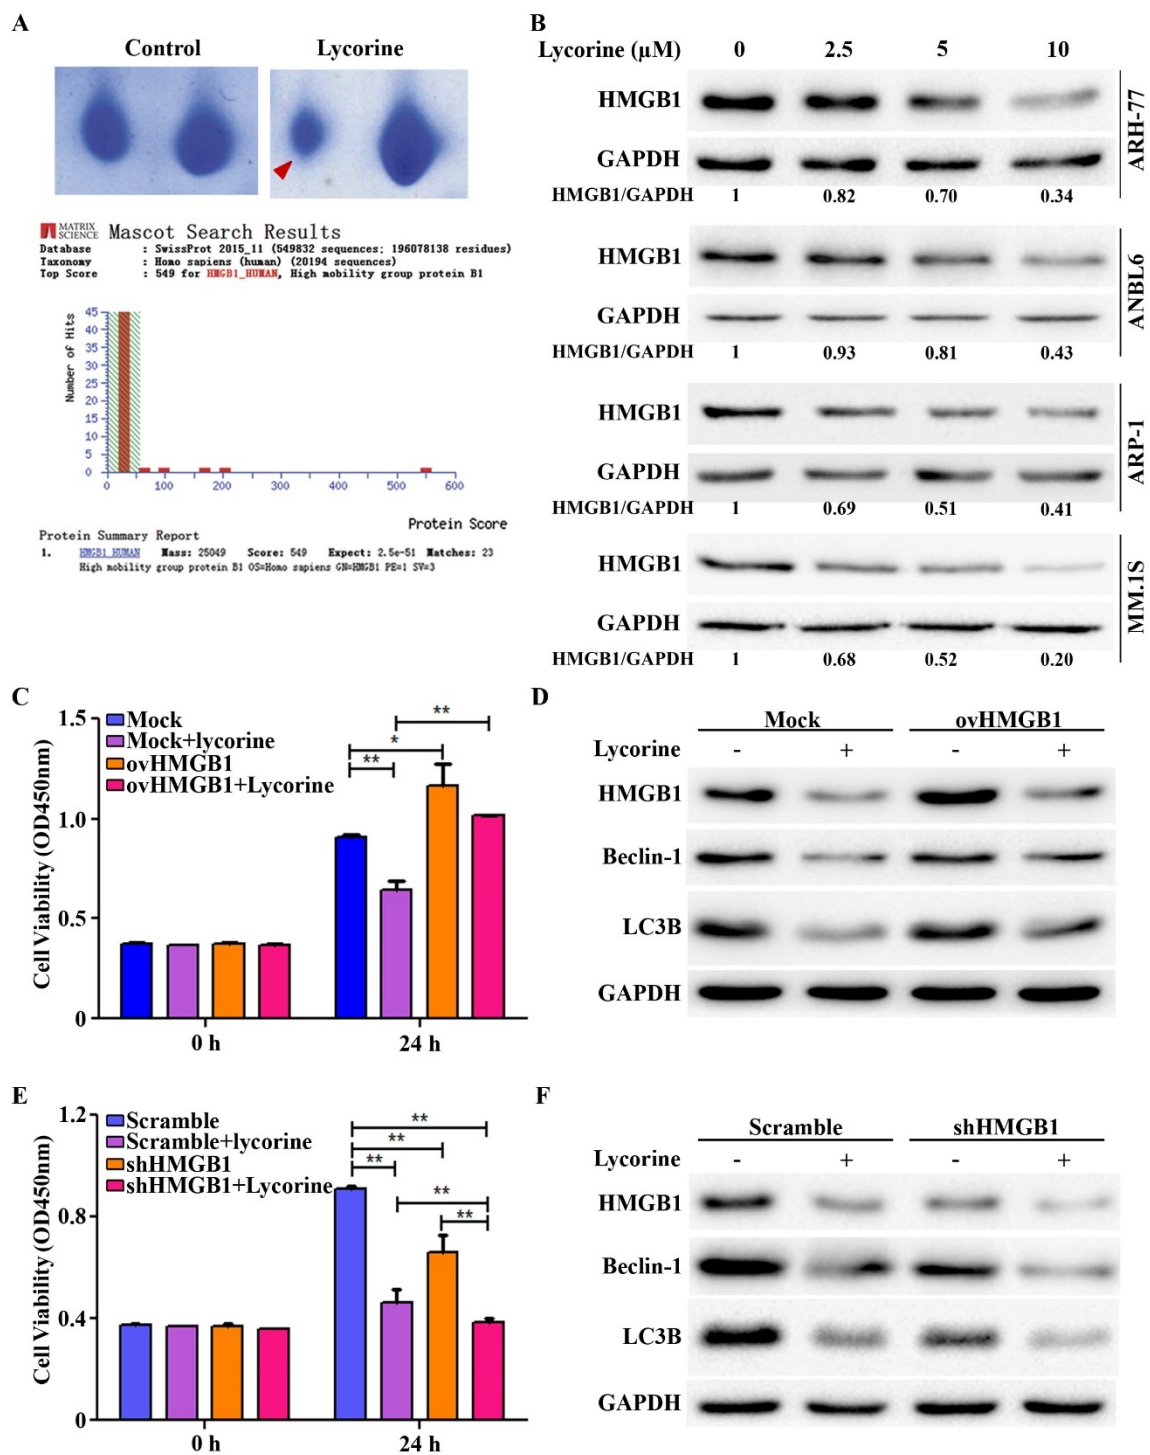 A
Control Lycorine
MATRIX SCIENCE Mascot Search Results
Database : SwissProt 2015_11 (549832 sequences; 196078138 residues)
Taxonomy : Homo sapiens (human) (20194 sequences)
Top Score : 549 for HMGB1_HUMAN, High mobility group protein B1
Number of Hits
45
40
35
30
25
20
15
10
5
0
0 100 200 300 400 500 600
Protein Score
Protein Summary Report
1. HMGB1_HUMAN Mass: 25049 Score: 549 Expect: 2.5e-51 Matches: 23
High mobility group protein B1 OS=Homo sapiens GN=HMGB1 PE=1 SV=3
B
Lycorine (μM) 0 2.5 5 10
HMGB1
GAPDH
HMGB1/GAPDH 1 0.82 0.70 0.34
ARH-77
HMGB1
GAPDH
HMGB1/GAPDH 1 0.93 0.81 0.43
ANBL6
HMGB1
GAPDH
HMGB1/GAPDH 1 0.69 0.51 0.41
ARP-1
HMGB1
GAPDH
HMGB1/GAPDH 1 0.68 0.52 0.20
MM.1S
C
Cell Viability (OD450nm)
1.5
1.0
0.5
0
Mock
Mock+lycorine
ovHMGB1
ovHMGB1+Lycorine
**
*
**
0 h 24 h
D
Mock ovHMGB1
Lycorine - + - +
HMGB1
Beclin-1
LC3B
GAPDH
E
Cell Viability (OD450nm)
1.2
0.8
0.4
0
Scramble
Scramble+lycorine
shHMGB1
shHMGB1+Lycorine
**
**
**
**
**
0 h 24 h
F
Scramble shHMGB1
Lycorine - + - +
HMGB1
Beclin-1
LC3B
GAPDH